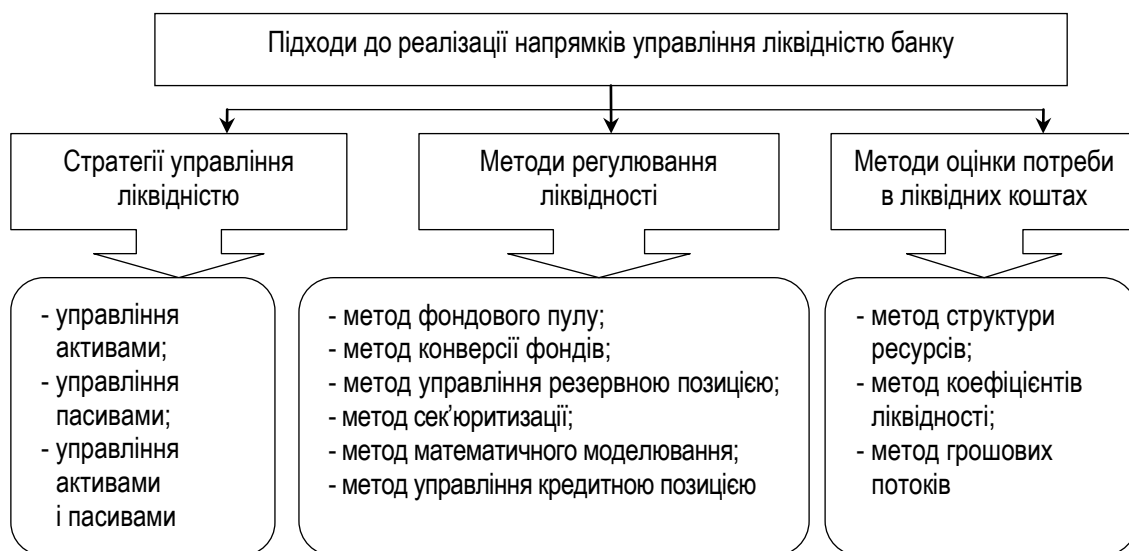 Підходи до реалізації напрямків управління ліквідністю банку
Стратегії управління
ліквідністю
Методи регулювання
ліквідності
Методи оцінки потреби
в ліквідних коштах
- управління
активами;
- управління
пасивами;
- управління
активами
і пасивами
- метод фондового пулу;
- метод конверсії фондів;
- метод управління резервною позицією;
- метод сек’юритизації;
- метод математичного моделювання;
- метод управління кредитною позицією
- метод структури
ресурсів;
- метод коефіцієнтів
ліквідності;
- метод грошових
потоків